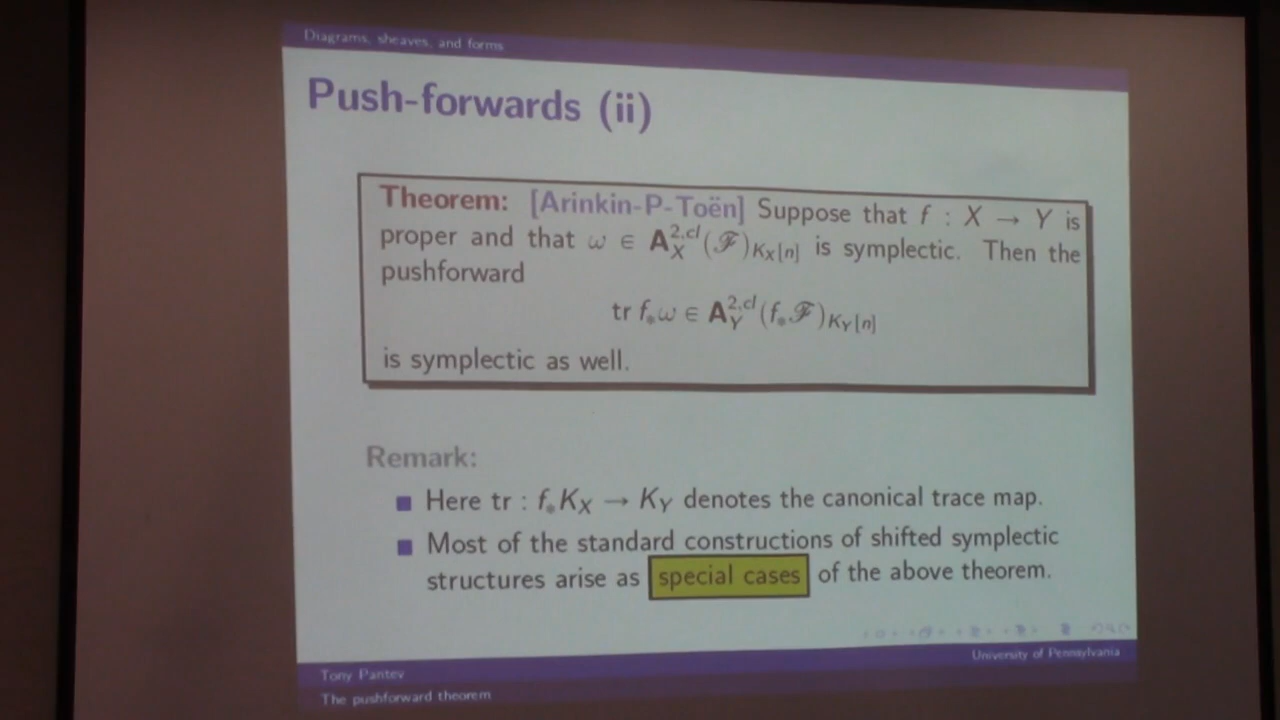 Diagrams, sheaves, and forms
Push-forwards (ii)
Theorem: [Arinkin-P-Toën] Suppose that f : X → Y is
proper and that ω ∈ A_X^{2,cl}(ℱ)_{K_X[n]} is symplectic. Then the
pushforward
tr f_*ω ∈ A_Y^{2,cl}(f_*ℱ)_{K_Y[n]}
is symplectic as well.
Remark:
Here tr : f_*K_X → K_Y denotes the canonical trace map.
Most of the standard constructions of shifted symplectic
structures arise as special cases of the above theorem.
Tony Pantev
University of Pennsylvania
The pushforward theorem